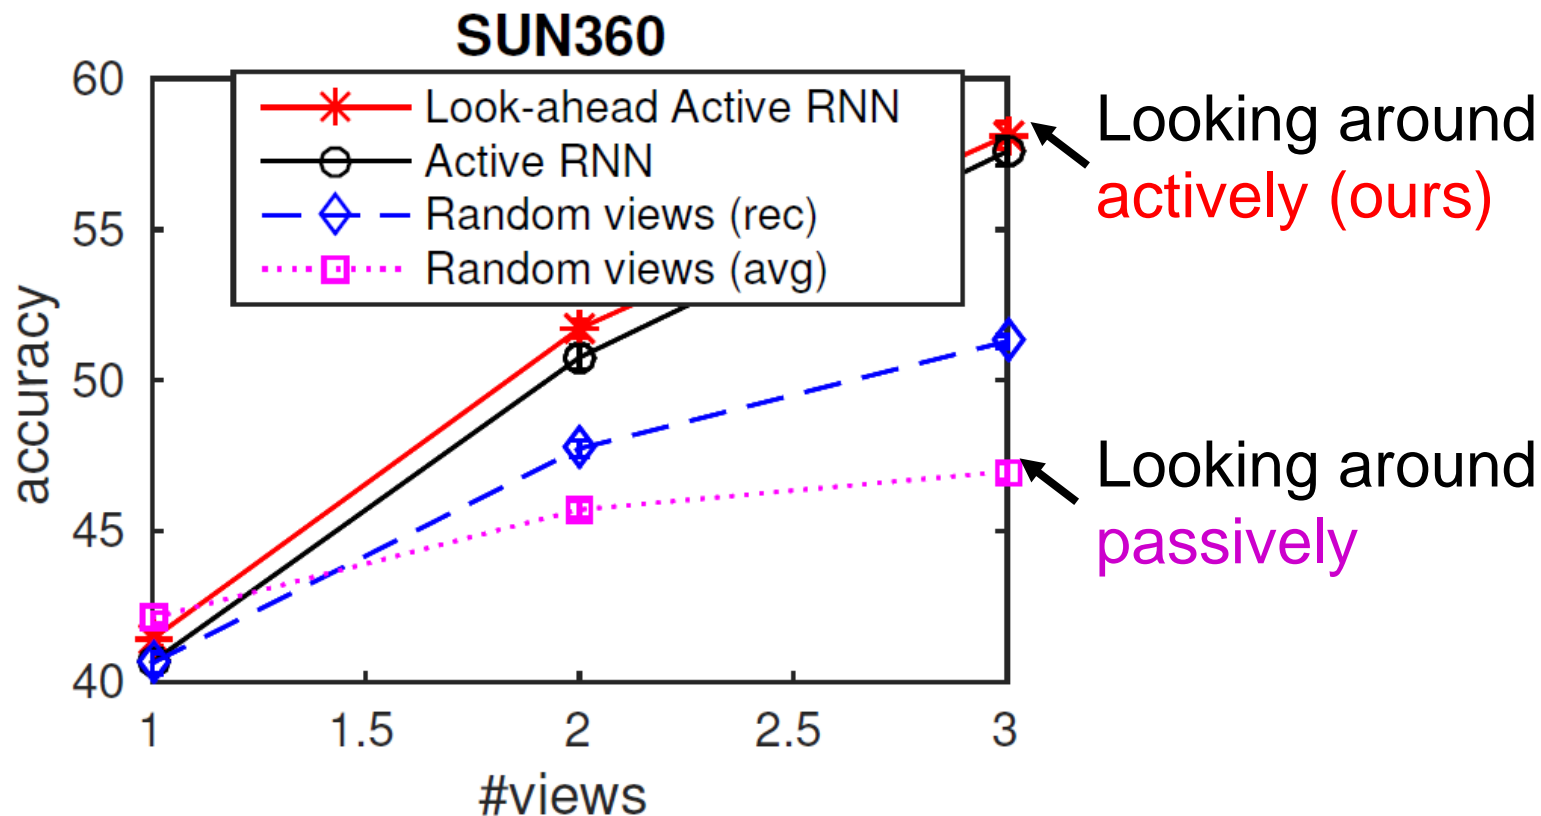 SUN360
60
55
50
45
40
accuracy
Look-ahead Active RNN
Active RNN
Random views (rec)
Random views (avg)
1
1.5
2
2.5
3
#views
Looking around
actively (ours)
Looking around
passively